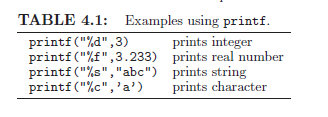 TABLE 4.1: Examples using printf.
printf("%d",3) prints integer
printf("%f",3.233) prints real number
printf("%s","abc") prints string
printf("%c",’a’) prints character